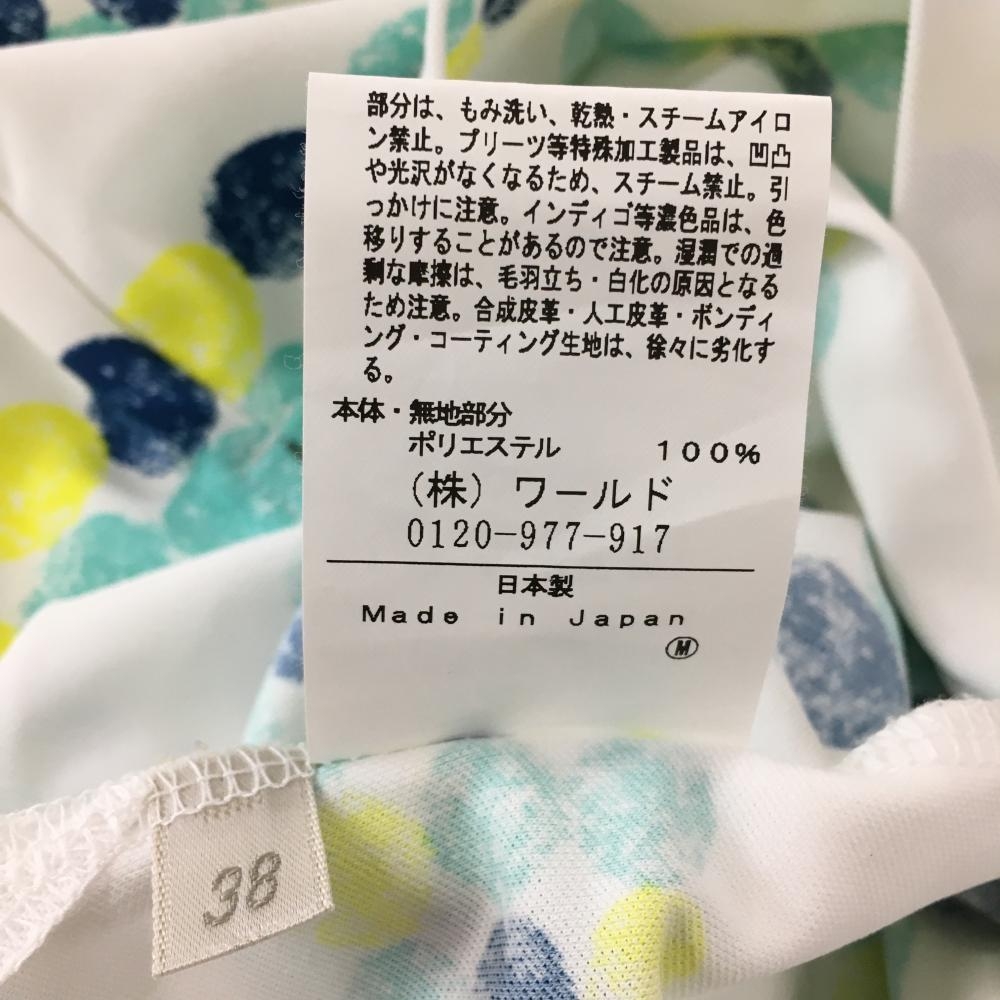 部分は、もみ洗い、乾熱・スチームアイロ
ン禁止。プリーツ等特殊加工製品は、凹凸
や光沢がなくなるため、スチーム禁止。引
っかけに注意。インディゴ等濃色品は、色
移りすることがあるので注意。湿潤での過
剰な摩擦は、毛羽立ち・白化の原因となる
ため注意。合成皮革・人工皮革・ボンディ
ング・コーティング生地は、徐々に劣化す
る。
本体・無地部分
ポリエステル 100%
(株) ワールド
0120-977-917
日本製
Made in Japan
M
38